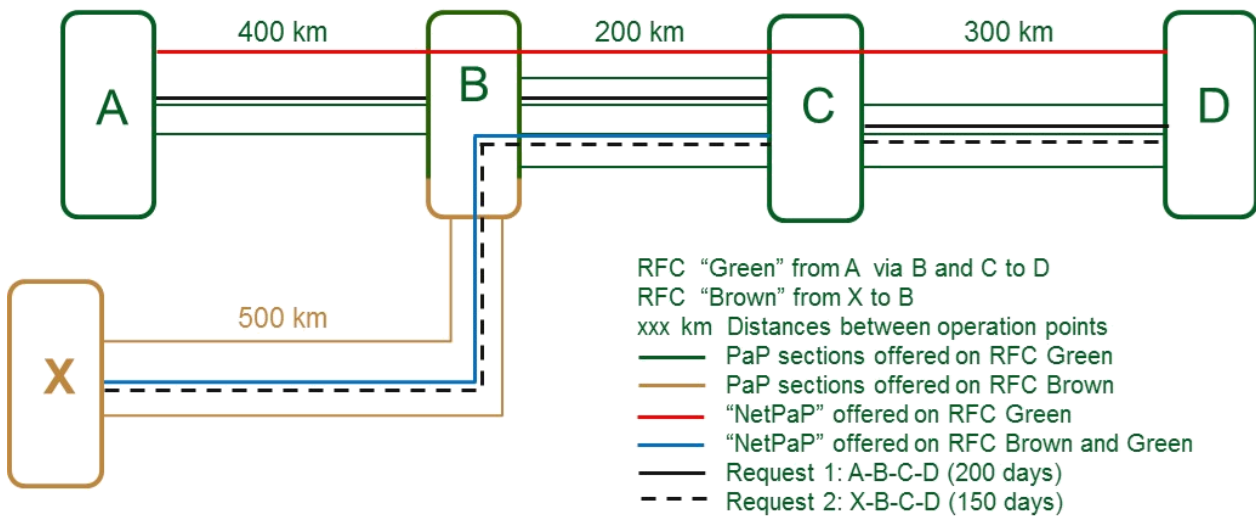 400 km
200 km
300 km
A
B
C
D
X
500 km
RFC “Green” from A via B and C to D
RFC “Brown” from X to B
xxx km Distances between operation points
PaP sections offered on RFC Green
PaP sections offered on RFC Brown
“NetPaP” offered on RFC Green
“NetPaP” offered on RFC Brown and Green
Request 1: A-B-C-D (200 days)
Request 2: X-B-C-D (150 days)